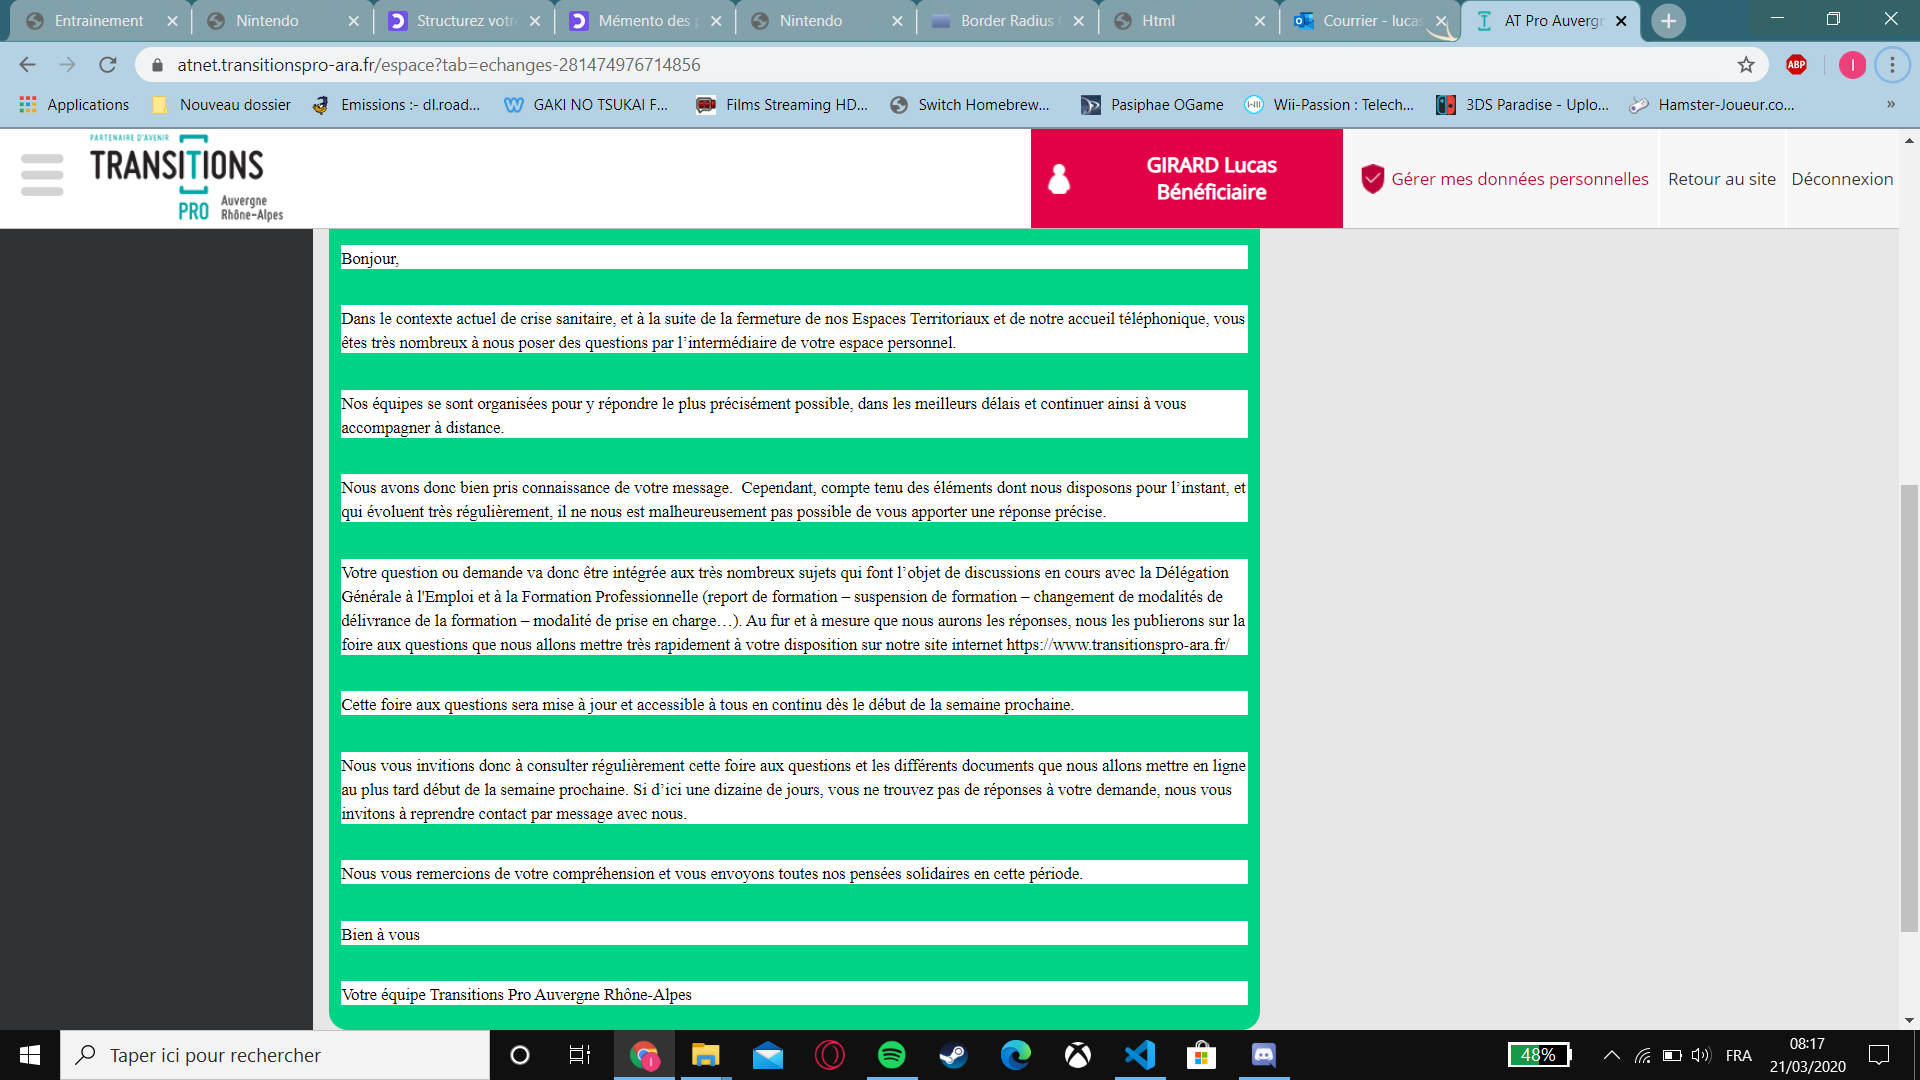 Entrainement
Nintendo
Structurez votr
Mémento des p
Nintendo
Border Radius
Html
Courrier - lucas
AT Pro Auvergn
atnet.transitionspro-ara.fr/espace?tab=echanges-281474976714856
ABP
I
Applications
Nouveau dossier
Emissions :- dl.road...
GAKI NO TSUKAI F...
Films Streaming HD...
Switch Homebrew...
Pasiphae OGame
Wii-Passion : Telech...
3DS Paradise - Uplo...
Hamster-Joueur.co...
»
PARTENAIRE D'AVENIR
TRANSITIONS
PRO
Auvergne
Rhône-Alpes
GIRARD Lucas
Bénéficiaire
Gérer mes données personnelles
Retour au site
Déconnexion
Bonjour,
Dans le contexte actuel de crise sanitaire, et à la suite de la fermeture de nos Espaces Territoriaux et de notre accueil téléphonique, vous
êtes très nombreux à nous poser des questions par l’intermédiaire de votre espace personnel.
Nos équipes se sont organisées pour y répondre le plus précisément possible, dans les meilleurs délais et continuer ainsi à vous
accompagner à distance.
Nous avons donc bien pris connaissance de votre message.  Cependant, compte tenu des éléments dont nous disposons pour l’instant, et
qui évoluent très régulièrement, il ne nous est malheureusement pas possible de vous apporter une réponse précise.
Votre question ou demande va donc être intégrée aux très nombreux sujets qui font l’objet de discussions en cours avec la Délégation
Générale à l'Emploi et à la Formation Professionnelle (report de formation – suspension de formation – changement de modalités de
délivrance de la formation – modalité de prise en charge…). Au fur et à mesure que nous aurons les réponses, nous les publierons sur la
foire aux questions que nous allons mettre très rapidement à votre disposition sur notre site internet https://www.transitionspro-ara.fr/
Cette foire aux questions sera mise à jour et accessible à tous en continu dès le début de la semaine prochaine.
Nous vous invitions donc à consulter régulièrement cette foire aux questions et les différents documents que nous allons mettre en ligne
au plus tard début de la semaine prochaine. Si d’ici une dizaine de jours, vous ne trouvez pas de réponses à votre demande, nous vous
invitons à reprendre contact par message avec nous.
Nous vous remercions de votre compréhension et vous envoyons toutes nos pensées solidaires en cette période.
Bien à vous
Votre équipe Transitions Pro Auvergne Rhône-Alpes
Taper ici pour rechercher
48%
FRA
08:17
21/03/2020